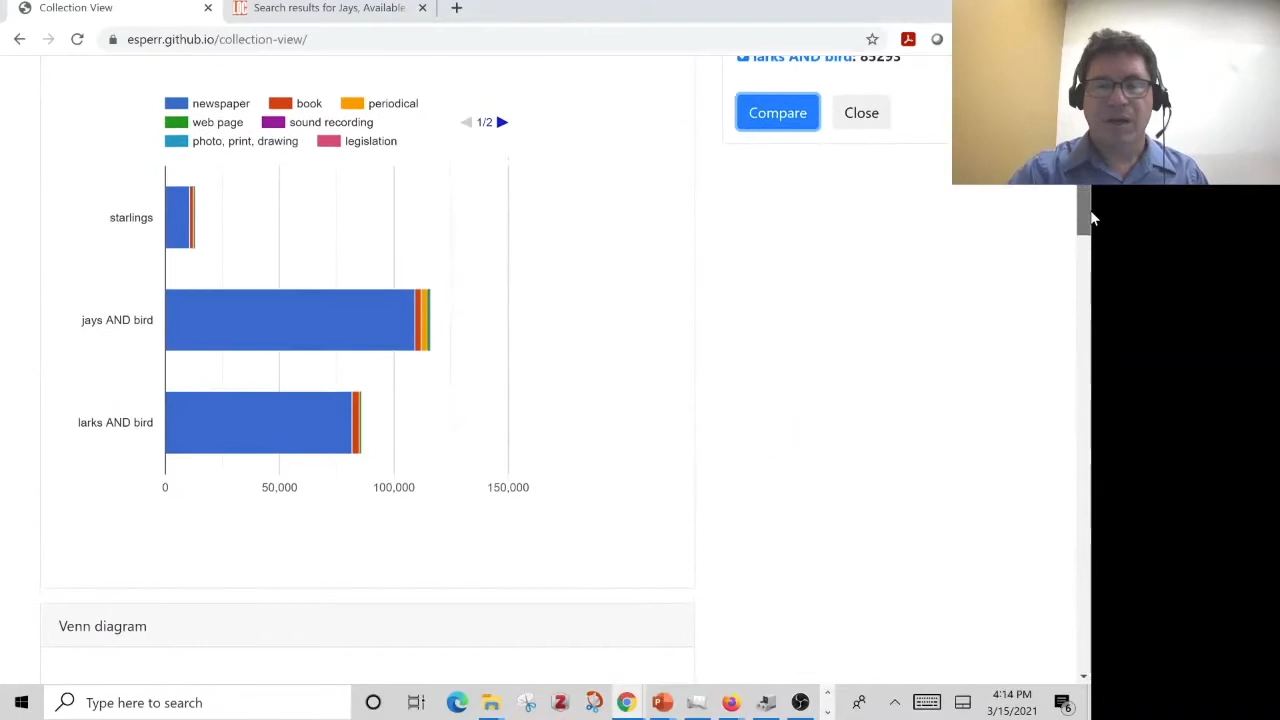 Collection View
Search results for Jays, Available
esperr.github.io/collection-view/
larks AND bird: 85293
Compare
Close
newspaper book periodical
web page sound recording
photo, print, drawing legislation
1/2
starlings
jays AND bird
larks AND bird
0 50,000 100,000 150,000
Venn diagram
Type here to search
4:14 PM
3/15/2021
6